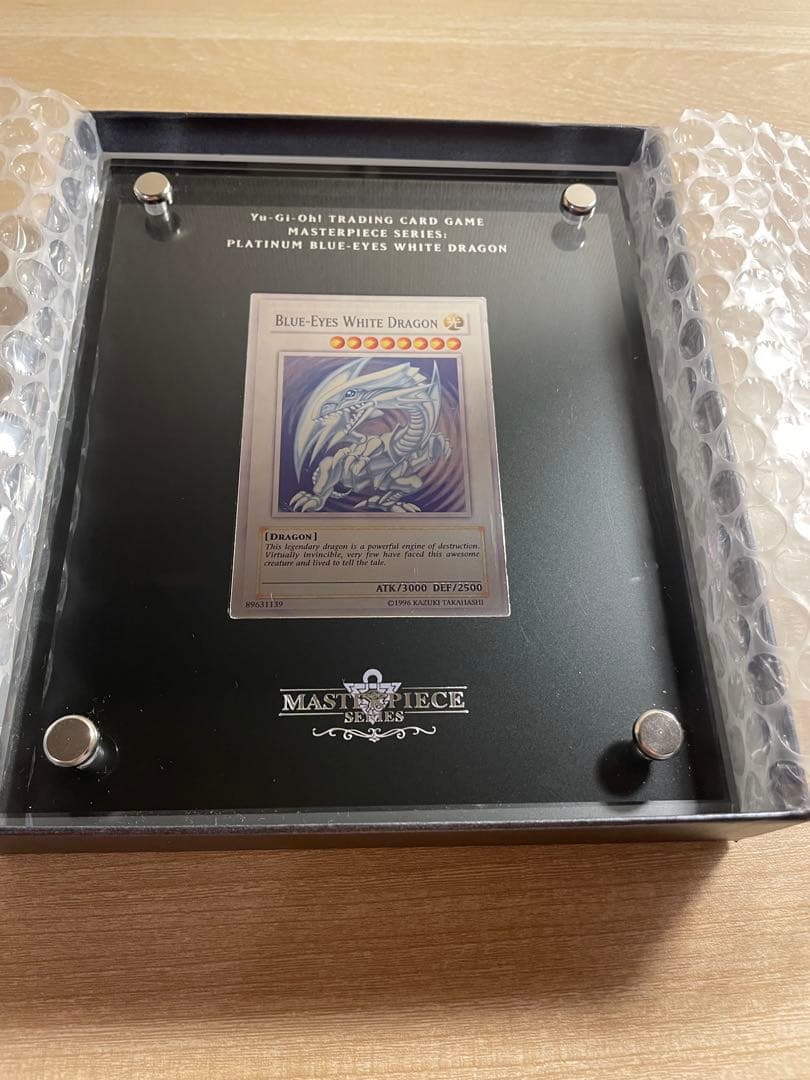 Yu-Gi-Oh! TRADING CARD GAME
MASTERPIECE SERIES:
PLATINUM BLUE-EYES WHITE DRAGON
BLUE-EYES WHITE DRAGON 光
[DRAGON]
This legendary dragon is a powerful engine of destruction.
Virtually invincible, very few have faced this awesome
creature and lived to tell the tale.
ATK/3000 DEF/2500
89631139 ©1996 KAZUKI TAKAHASHI
MASTERPIECE
SERIES